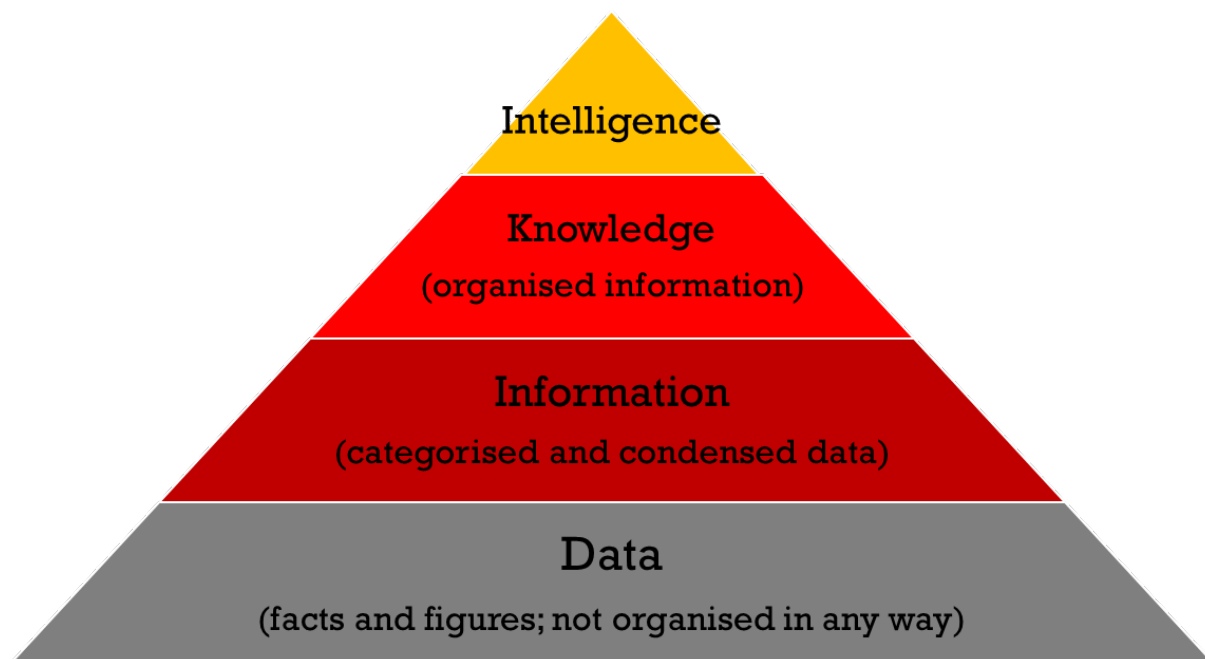 Intelligence
Knowledge
(organised information)
Information
(categorised and condensed data)
Data
(facts and figures; not organised in any way)